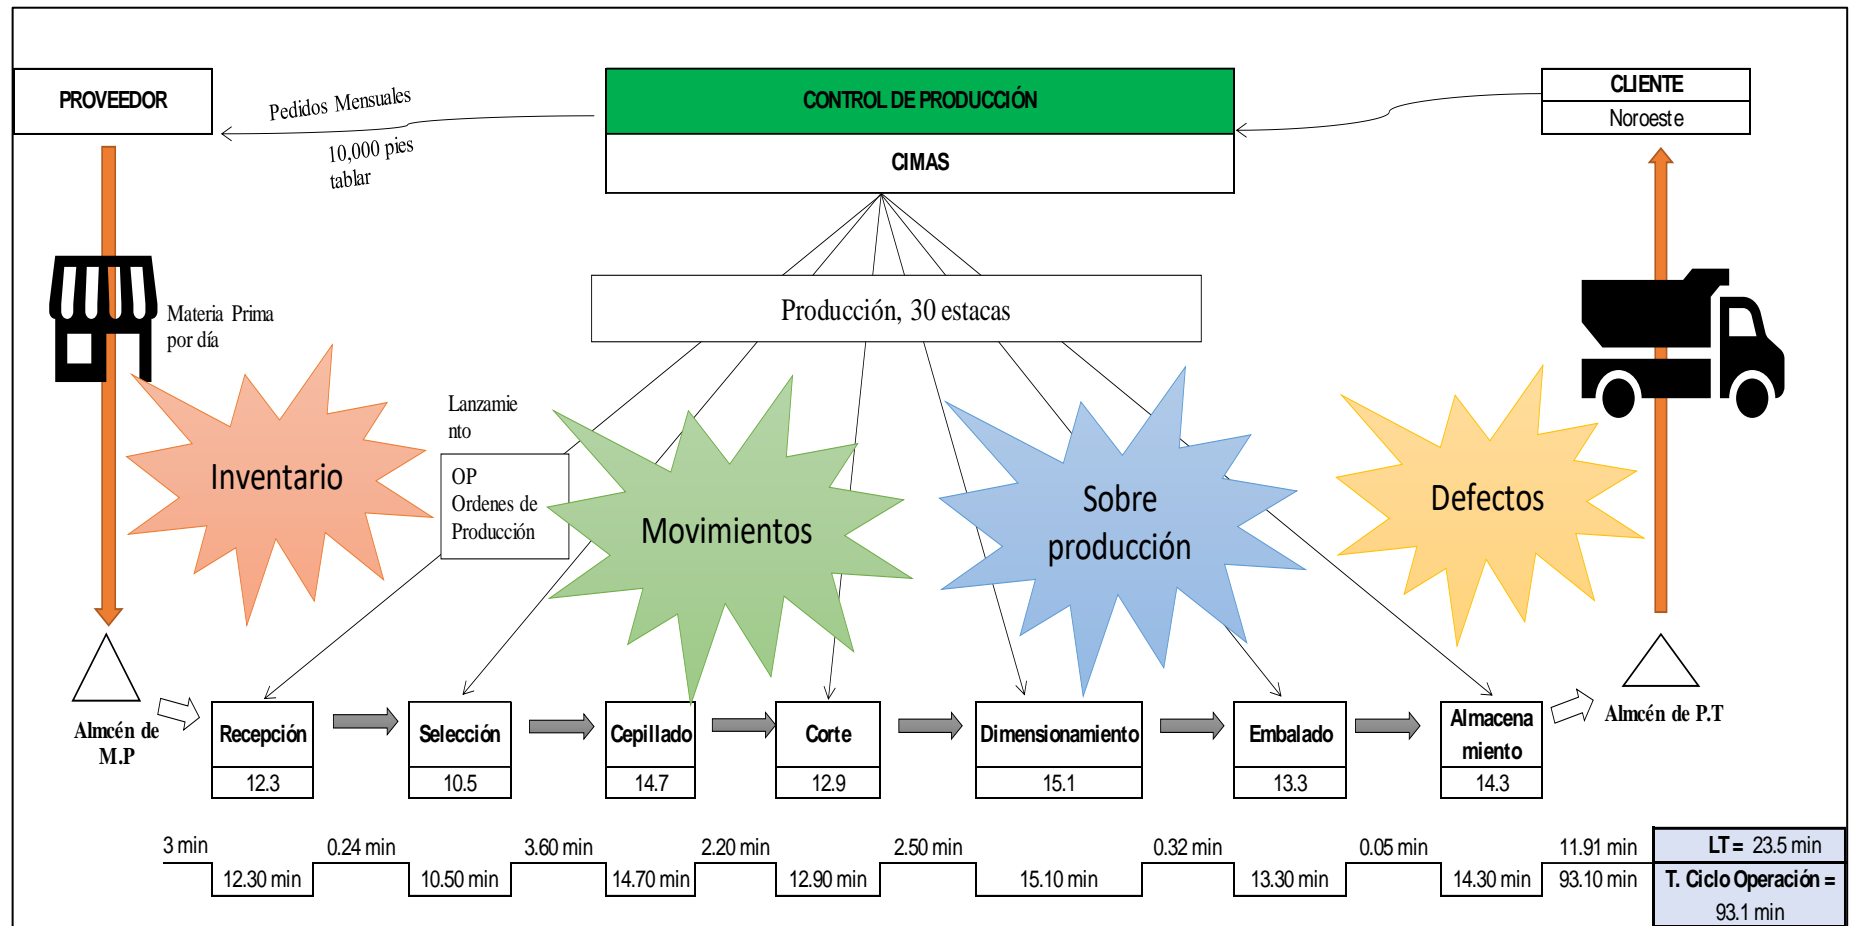 PROVEEDOR
Pedidos Mensuales
10,000 pies
tablar
CONTROL DE PRODUCCIÓN
CIMAS
CLIENTE
Noroeste
Materia Prima
por día
Producción, 30 estacas
Lanzamie
nto
OP
Ordenes de
Producción
Inventario
Movimientos
Sobre
producción
Defectos
Almcén de
M.P
Recepción
12.3
Selección
10.5
Cepillado
14.7
Corte
12.9
Dimensionamiento
15.1
Embalado
13.3
Almacena
miento
14.3
Almcén de P.T
3 min
0.24 min
3.60 min
2.20 min
2.50 min
0.32 min
0.05 min
11.91 min
LT = 23.5 min
12.30 min
10.50 min
14.70 min
12.90 min
15.10 min
13.30 min
14.30 min
93.10 min
T. Ciclo Operación =
93.1 min